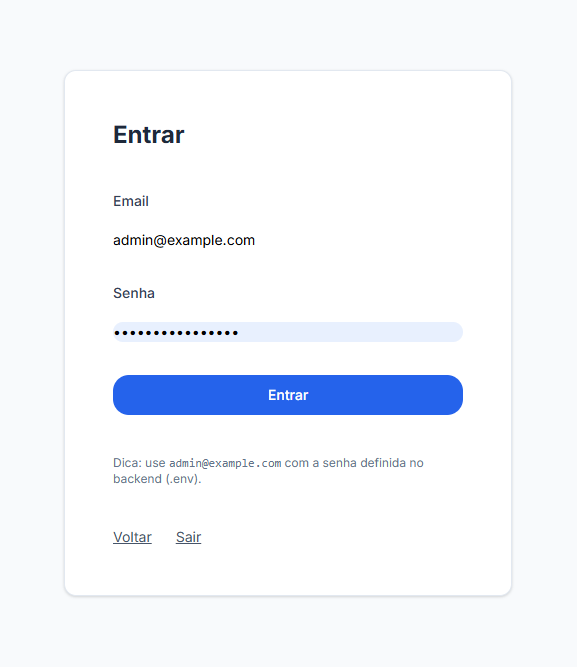 Entrar
Email
admin@example.com
Senha
••••••••••••••••
Entrar
Dica: use admin@example.com com a senha definida no
backend (.env).
Voltar Sair